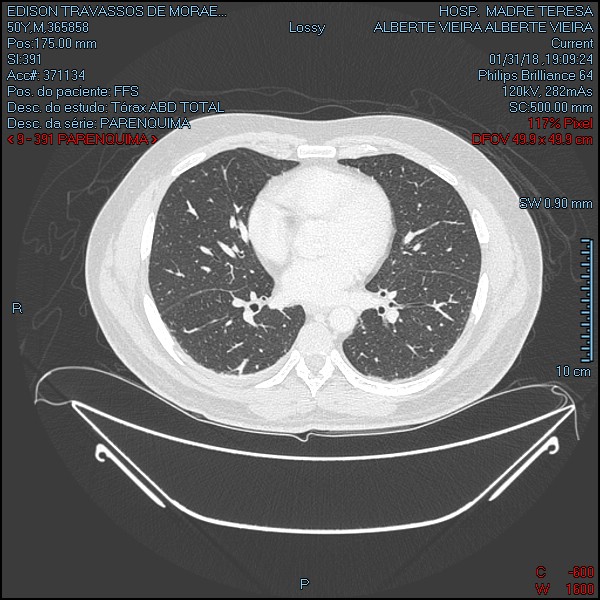 EDISON TRAVASSOS DE MORAE...
50Y,M,365858
Pos:175.00 mm
Sl:391
Acc#: 371134
Pos. do paciente: FFS
Desc. do estudo: Tórax ABD TOTAL
Desc. da série: PARENQUIMA
< 9 - 391 PARENQUIMA >
Lossy
HOSP. MADRE TERESA
ALBERTE VIEIRA ALBERTE VIEIRA
Current
01/31/18 ,19:09:24
Philips Brilliance 64
120kV, 282mAs
SC:500.00 mm
117% Pixel
DFOV 49.9 x 49.9 cm
SW 0.90 mm
R
10 cm
P
C -600
W 1600